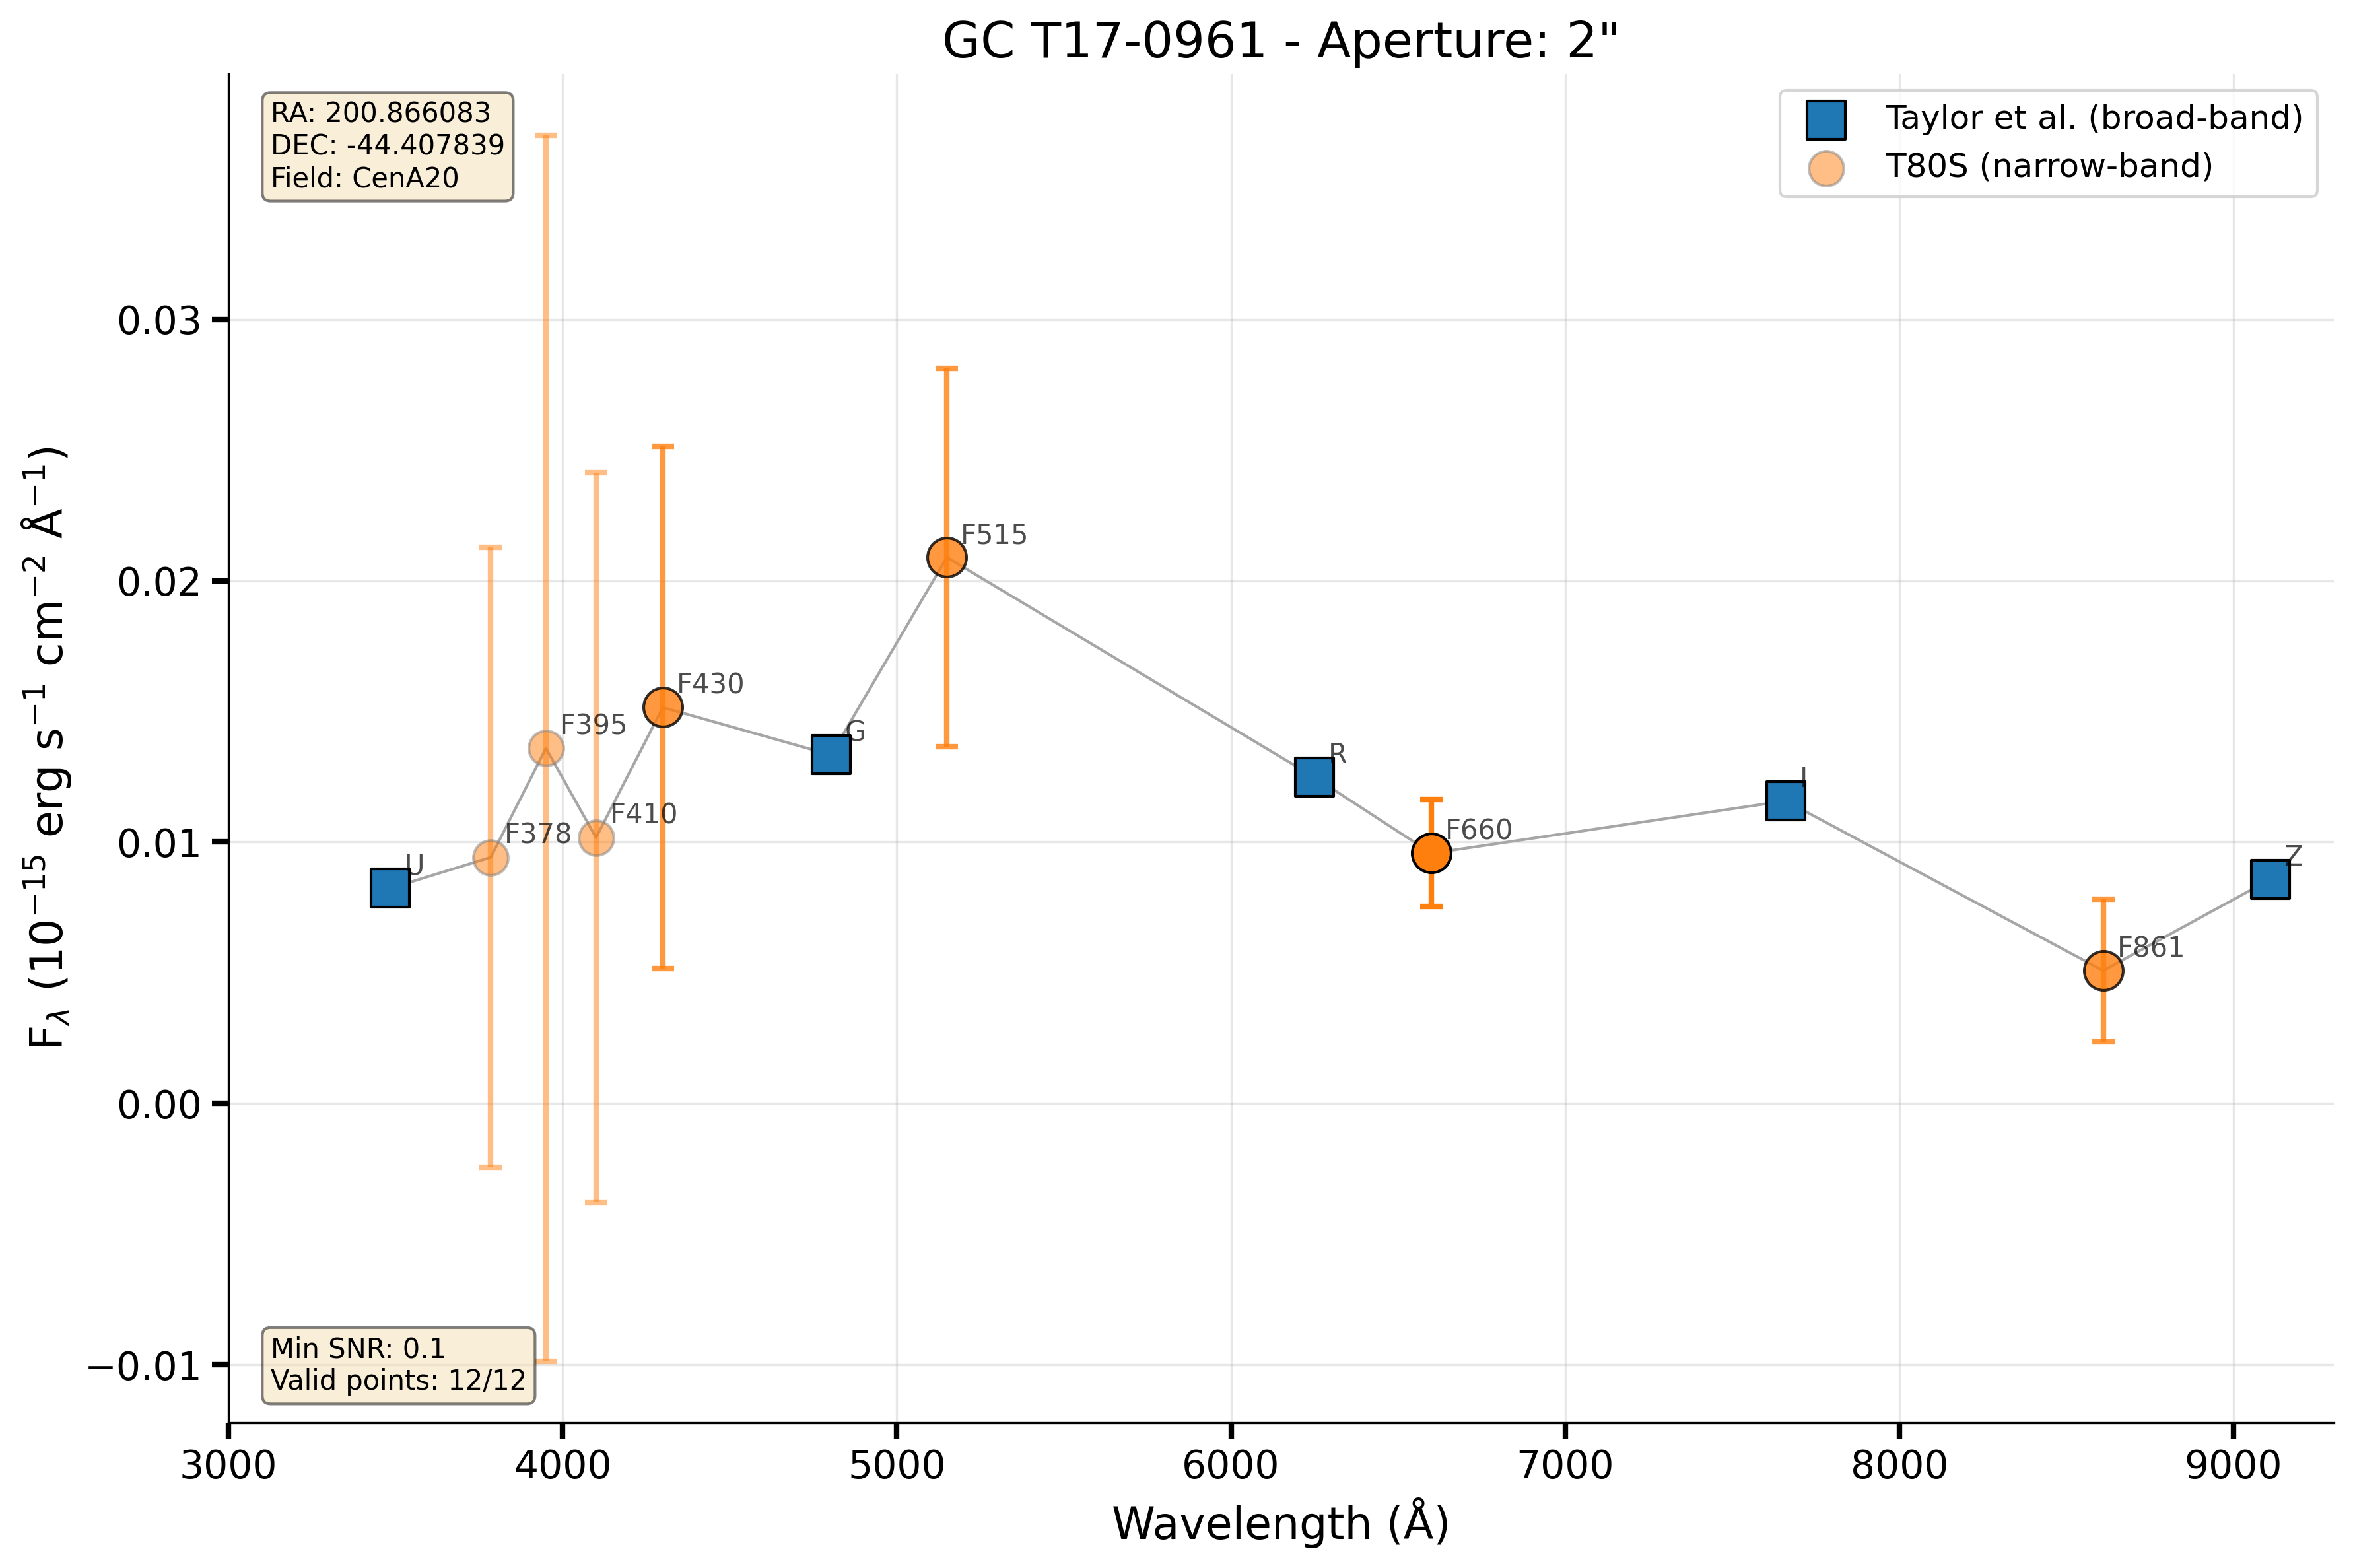 GC T17-0961 - Aperture: 2"
RA: 200.866083
DEC: -44.407839
Field: CenA20
Taylor et al. (broad-band)
T80S (narrow-band)
0.03
0.02
0.01
0.00
−0.01
F_λ (10⁻¹⁵ erg s⁻¹ cm⁻² Å⁻¹)
U
F378
F395
F410
F430
G
F515
R
F660
I
F861
Z
Min SNR: 0.1
Valid points: 12/12
3000 4000 5000 6000 7000 8000 9000
Wavelength (Å)